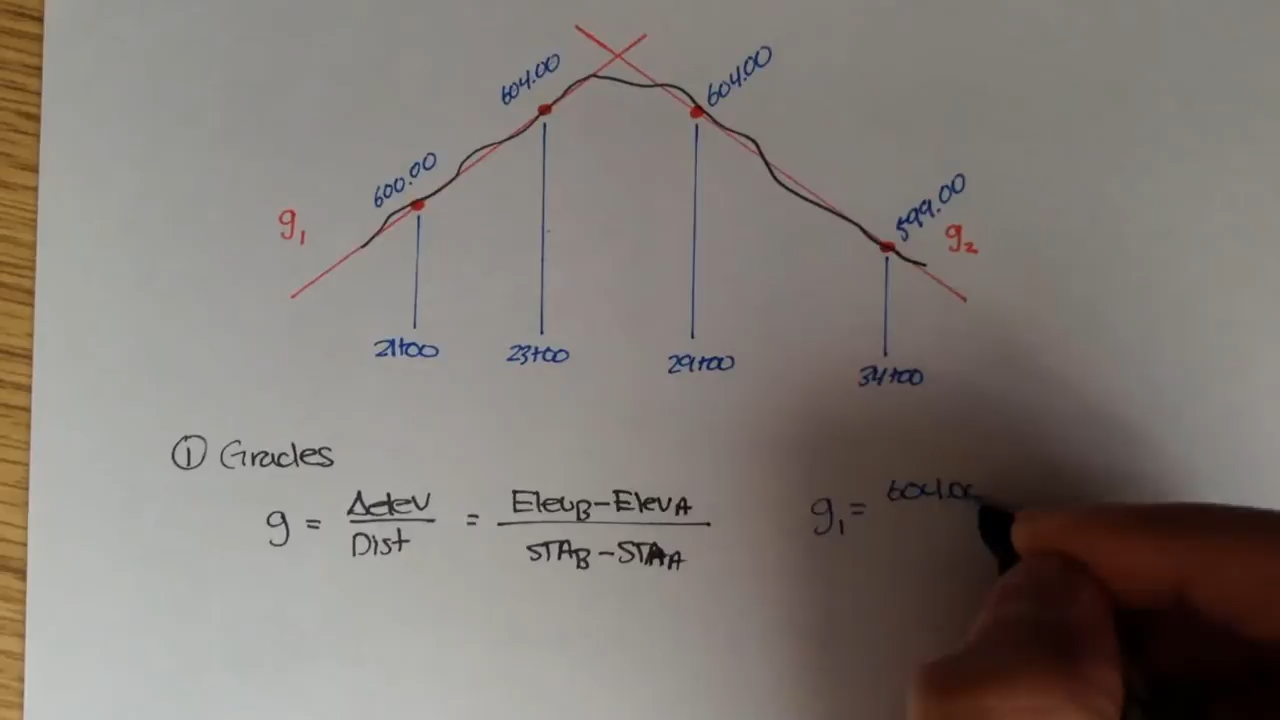 604.00 604.00
600.00 599.00
g₁ g₂
21+00 23+00 29+00 34+00
① Grades
g = Δelev / Dist = ElevB - ElevA / STAB - STAA
g₁ = 604.00